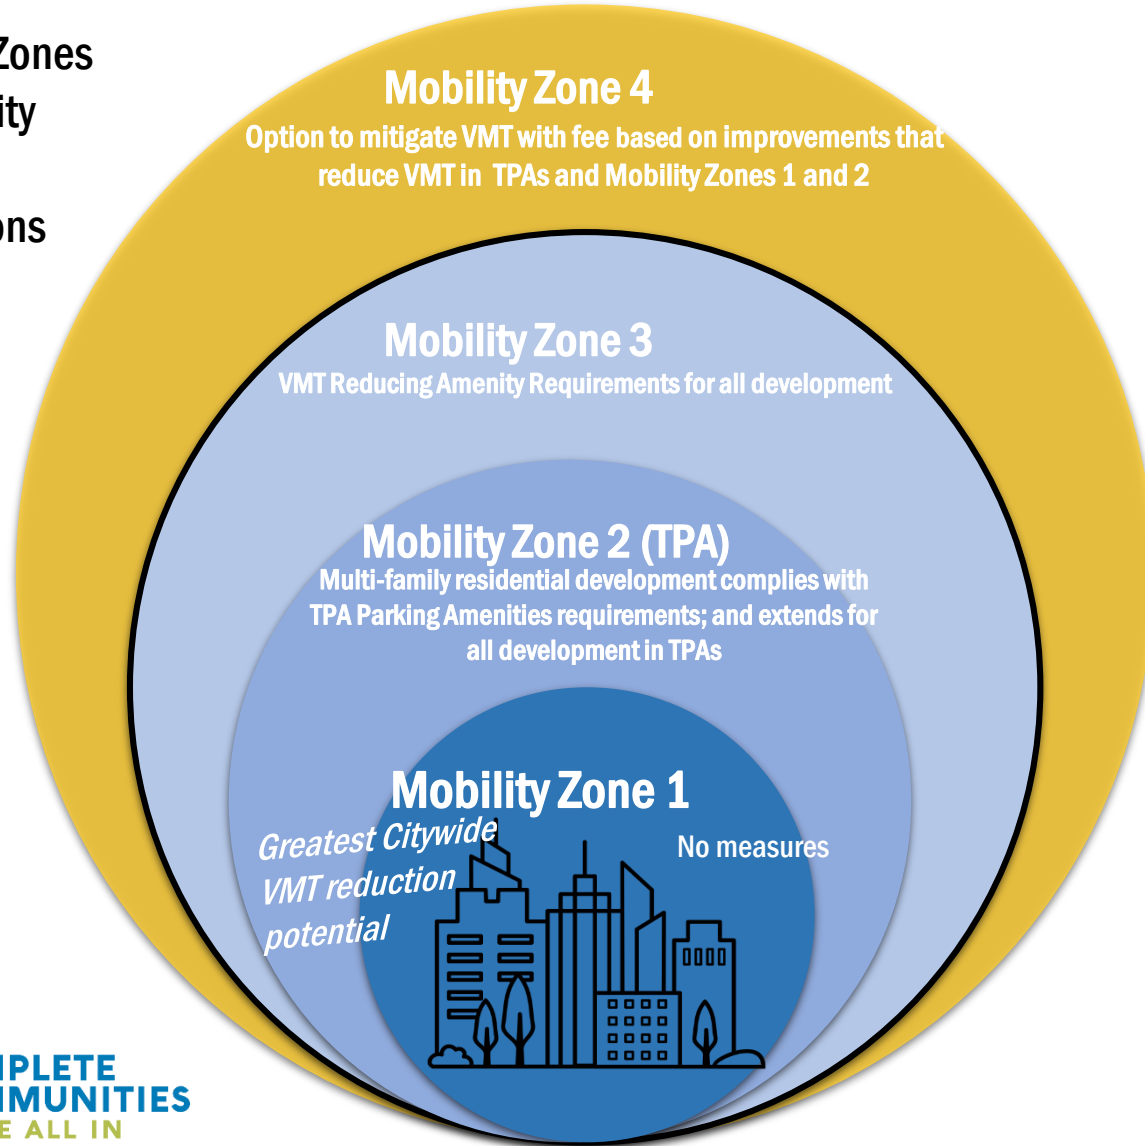 Zones
ity
ons
Mobility Zone 4
Option to mitigate VMT with fee based on improvements that
reduce VMT in TPAs and Mobility Zones 1 and 2
Mobility Zone 3
VMT Reducing Amenity Requirements for all development
Mobility Zone 2 (TPA)
Multi-family residential development complies with
TPA Parking Amenities requirements; and extends for
all development in TPAs
Mobility Zone 1
Greatest Citywide
VMT reduction
potential
No measures
MPLETE
MMUNITIES
E ALL IN